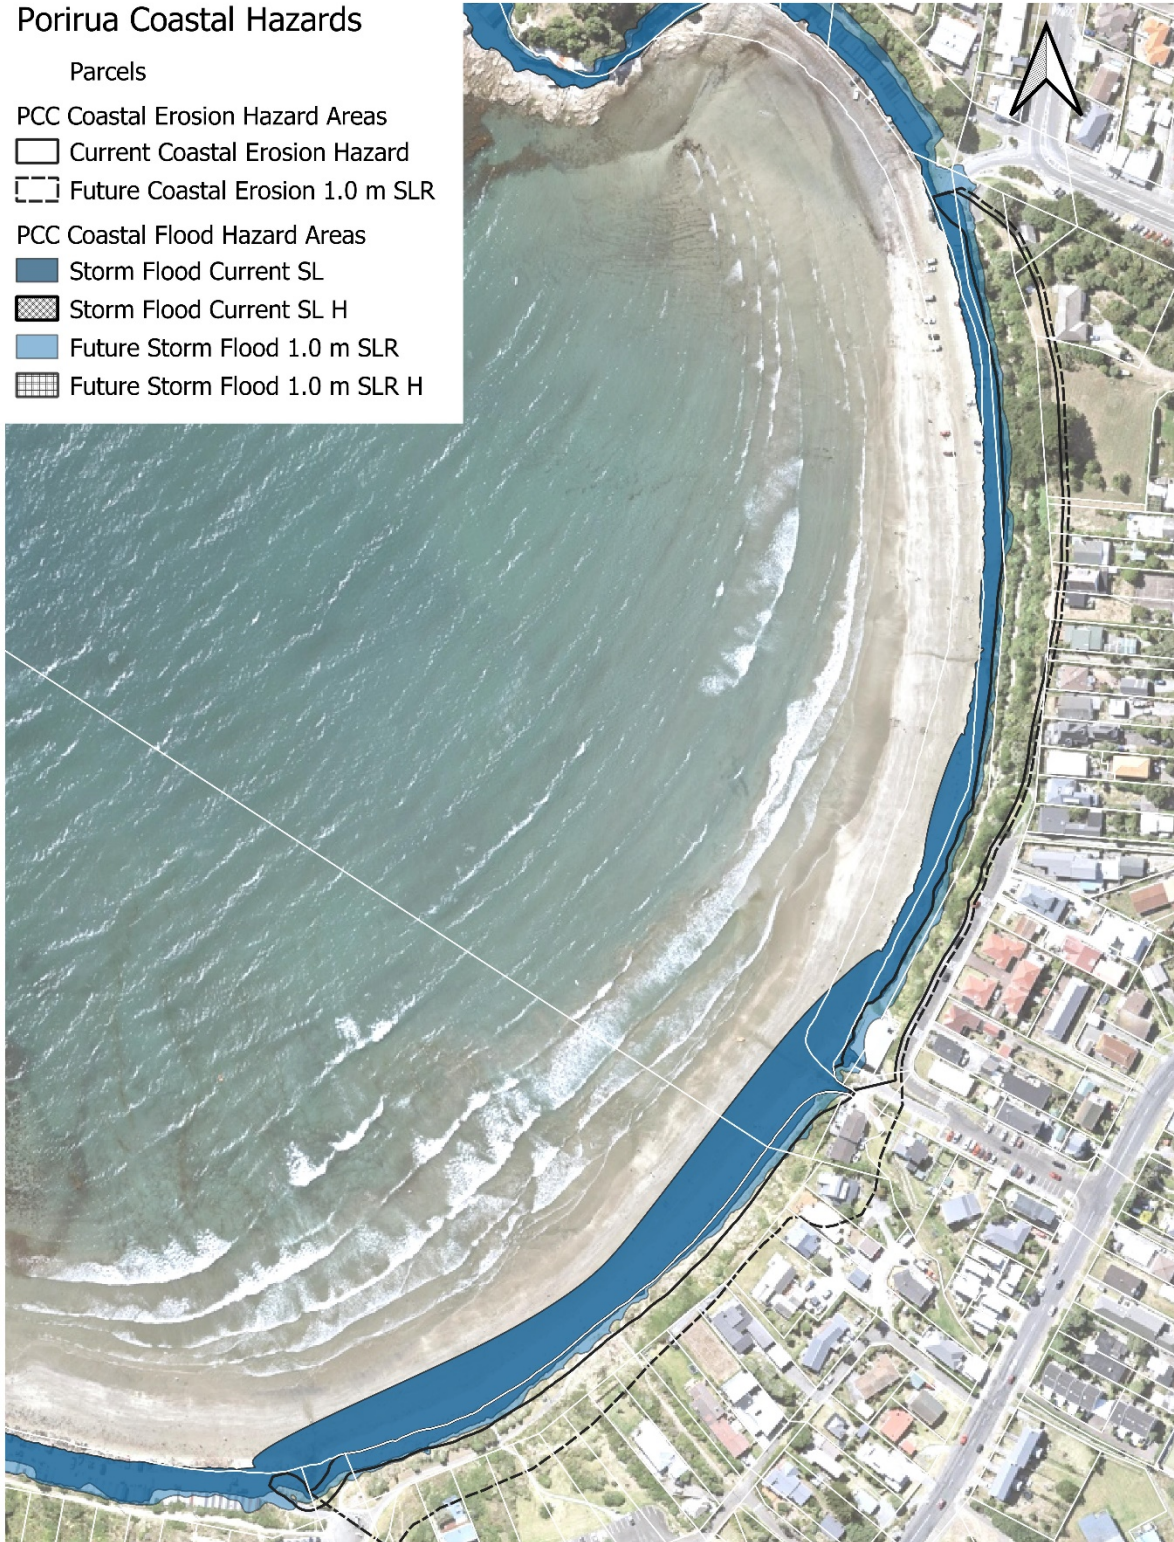 Porirua Coastal Hazards
Parcels
PCC Coastal Erosion Hazard Areas
Current Coastal Erosion Hazard
Future Coastal Erosion 1.0 m SLR
PCC Coastal Flood Hazard Areas
Storm Flood Current SL
Storm Flood Current SL H
Future Storm Flood 1.0 m SLR
Future Storm Flood 1.0 m SLR H